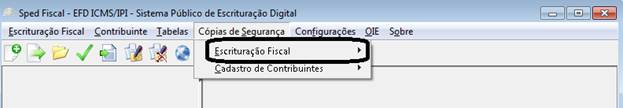 Sped Fiscal - EFD ICMS/IPI - Sistema Público de Escrituração Digital
Escrituração Fiscal Contribuinte Tabelas Cópias de Segurança Configurações OIE Sobre
Escrituração Fiscal
Cadastro de Contribuintes